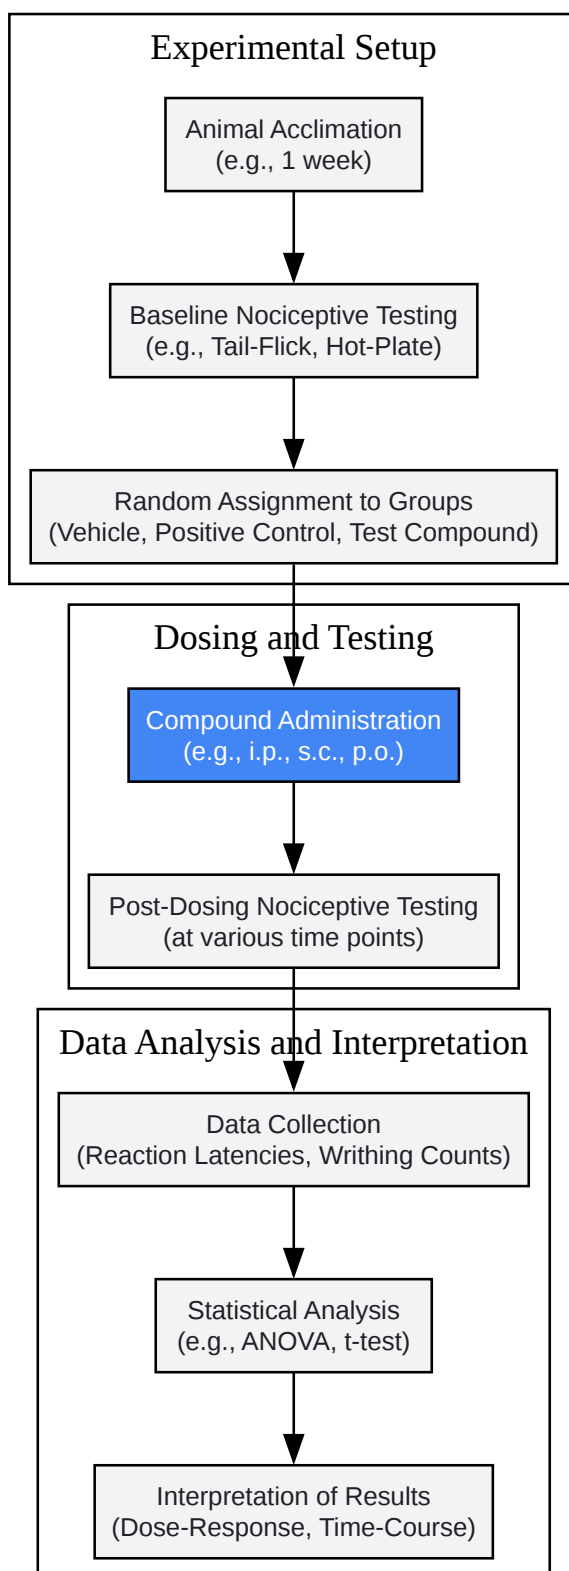 Experimental Setup
Animal Acclimation
(e.g., 1 week)
Baseline Nociceptive Testing
(e.g., Tail-Flick, Hot-Plate)
Random Assignment to Groups
(Vehicle, Positive Control, Test Compound)
Dosing and Testing
Compound Administration
(e.g., i.p., s.c., p.o.)
Post-Dosing Nociceptive Testing
(at various time points)
Data Analysis and Interpretation
Data Collection
(Reaction Latencies, Writhing Counts)
Statistical Analysis
(e.g., ANOVA, t-test)
Interpretation of Results
(Dose-Response, Time-Course)